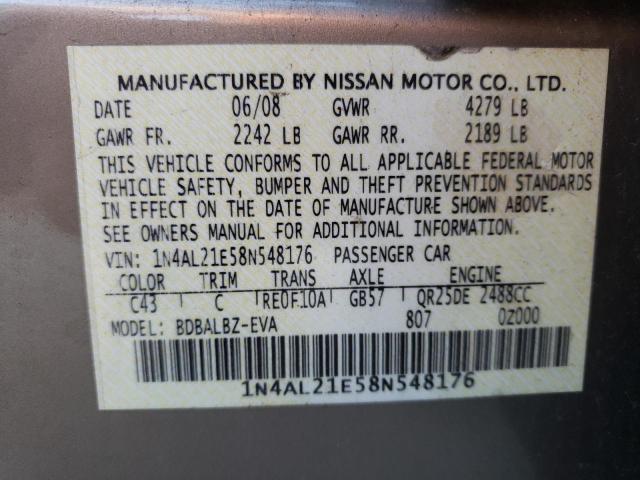 MANUFACTURED BY NISSAN MOTOR CO., LTD.
DATE 06/08 GVWR 4279 LB
GAWR FR. 2242 LB GAWR RR. 2189 LB
THIS VEHICLE CONFORMS TO ALL APPLICABLE FEDERAL MOTOR
VEHICLE SAFETY, BUMPER AND THEFT PREVENTION STANDARDS
IN EFFECT ON THE DATE OF MANUFACTURE SHOWN ABOVE.
SEE OWNERS MANUAL FOR ADDITIONAL INFORMATION.
VIN: 1N4AL21E58N548176 PASSENGER CAR
COLOR TRIM TRANS AXLE ENGINE
C43 C RE0F10A GB57 QR25DE 2488CC
MODEL: BDBALBZ-EVA 807 0Z000
1N4AL21E58N548176